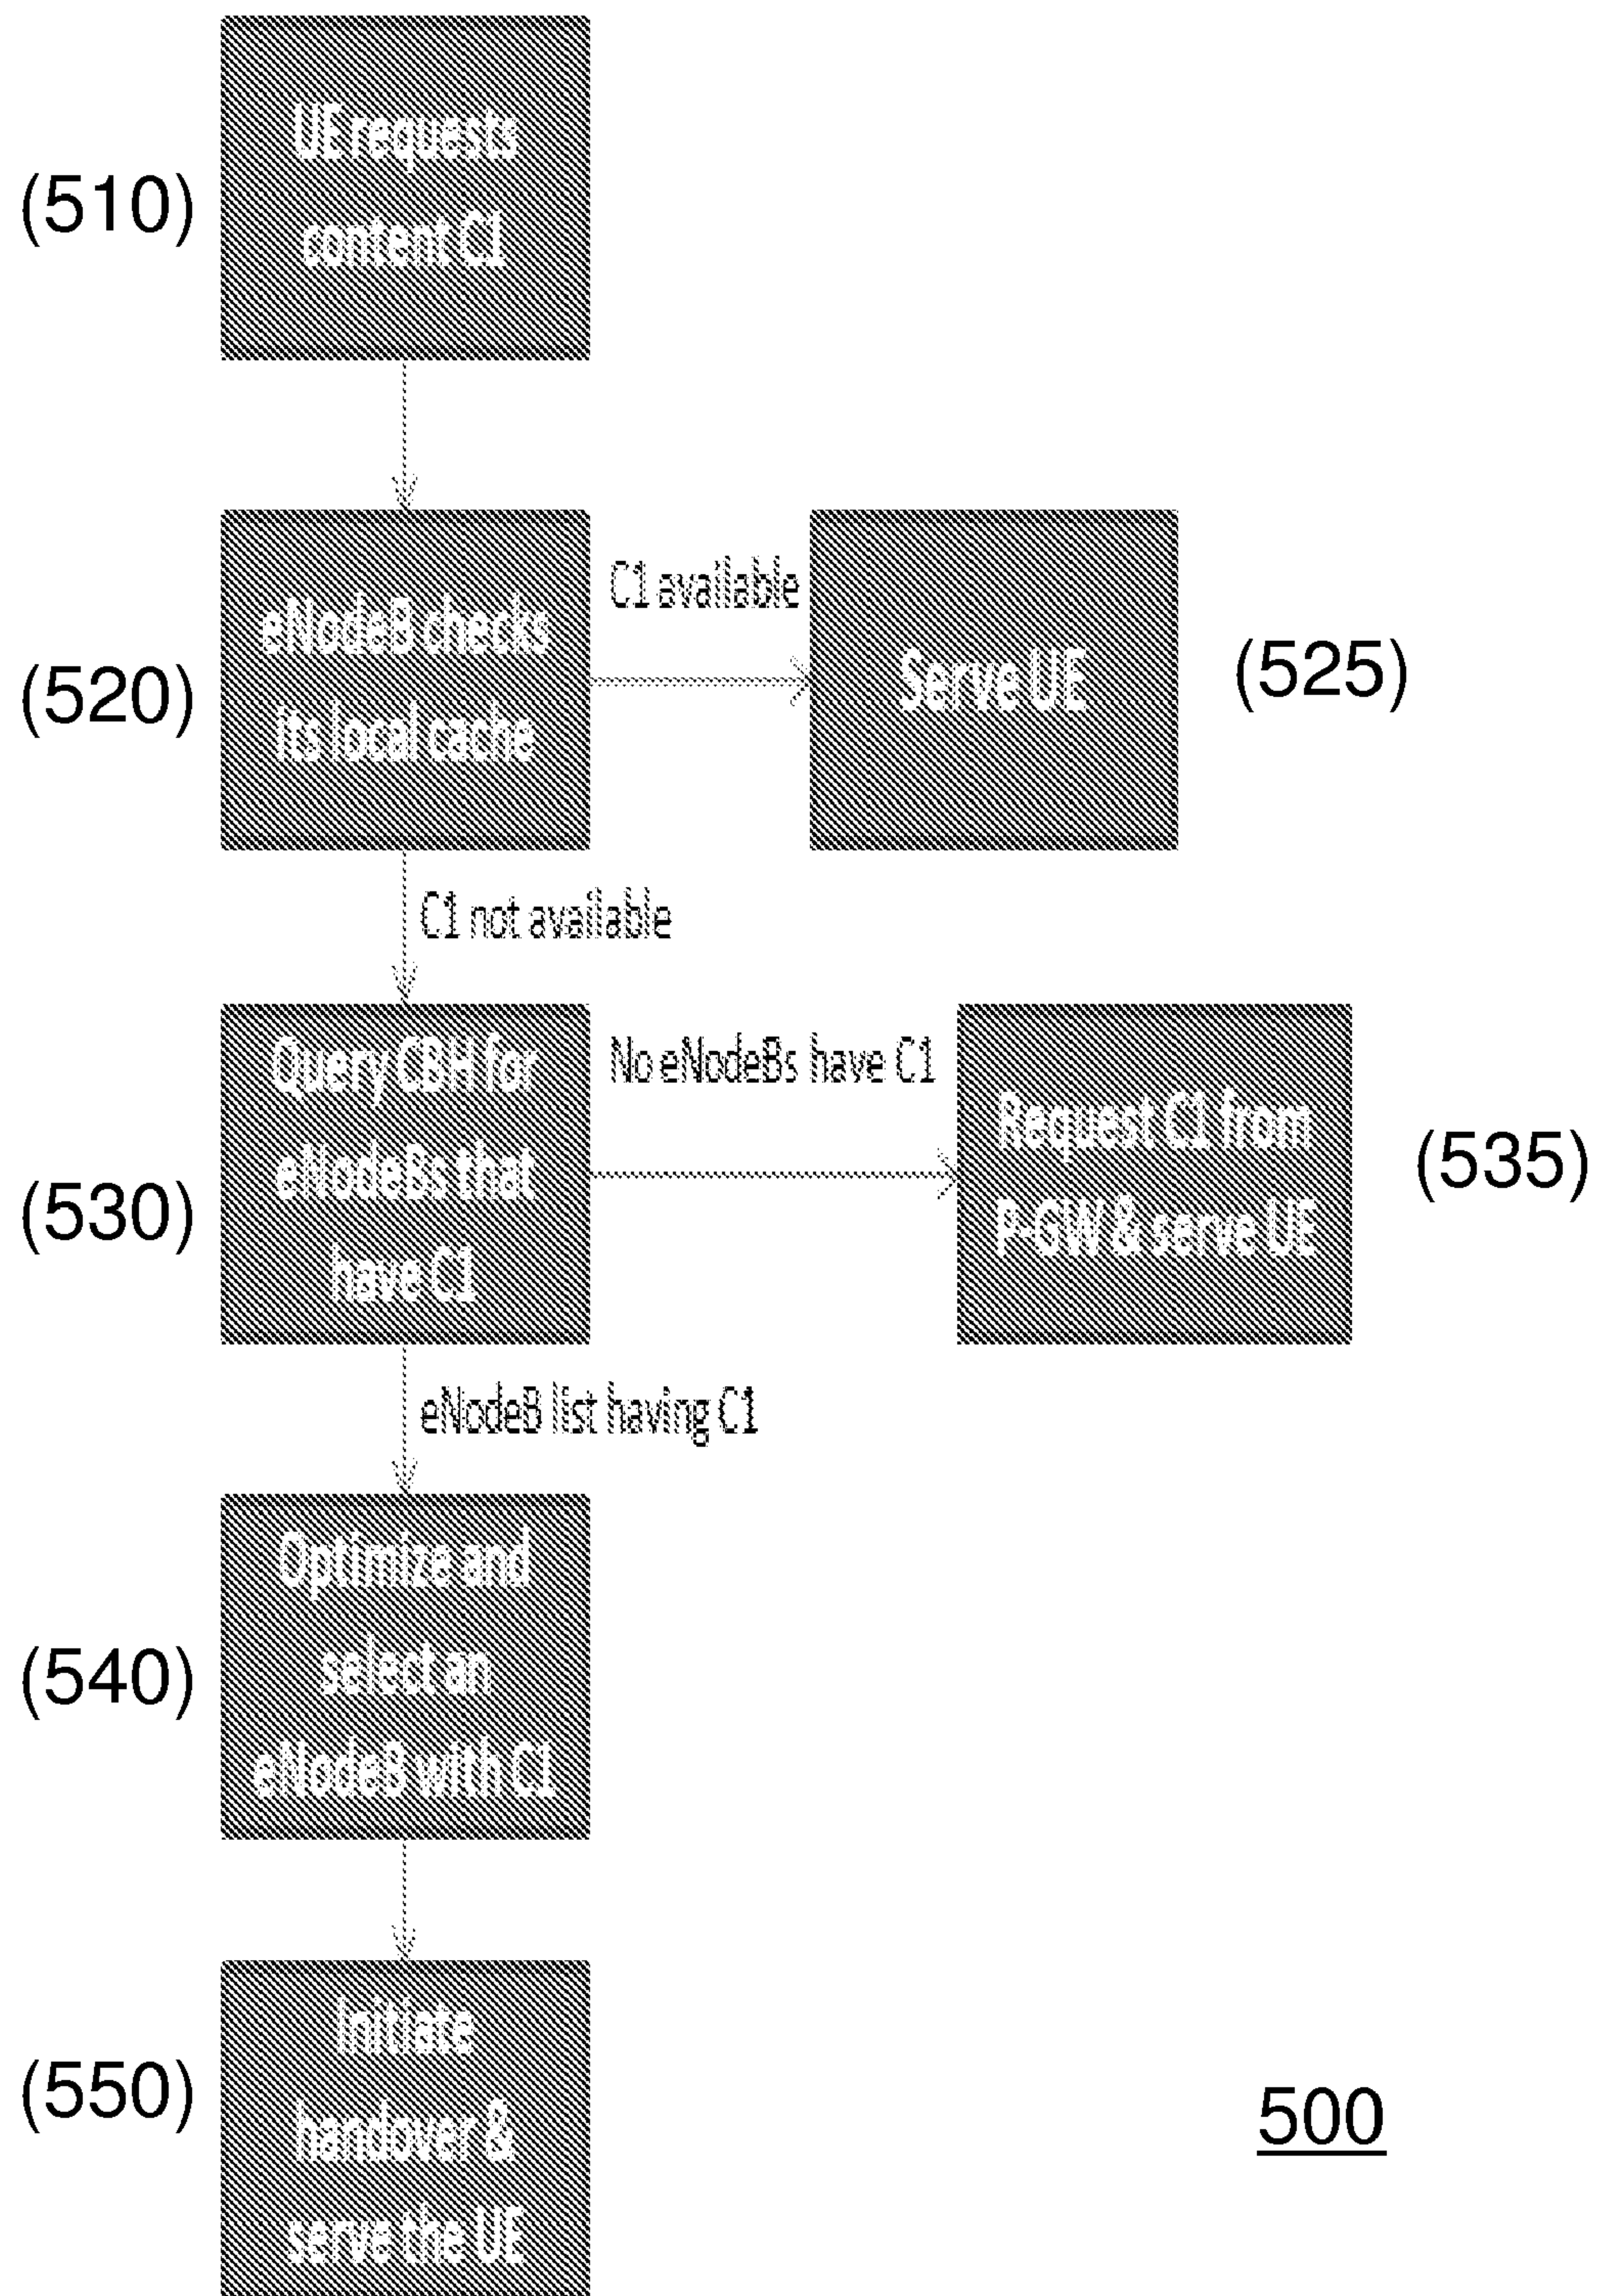 UE requests
content C1
(510)
eNodeB checks
its local cache
(520)
C1 available
Serve UE
(525)
C1 not available
Query CBH for
eNodeBs that
have C1
(530)
No eNodeBs have C1
Request C1 from
P-GW & serve UE
(535)
eNodeB list having C1
Optimize and
select an
eNodeB with C1
(540)
Initiate
handover &
serve the UE
(550)
500